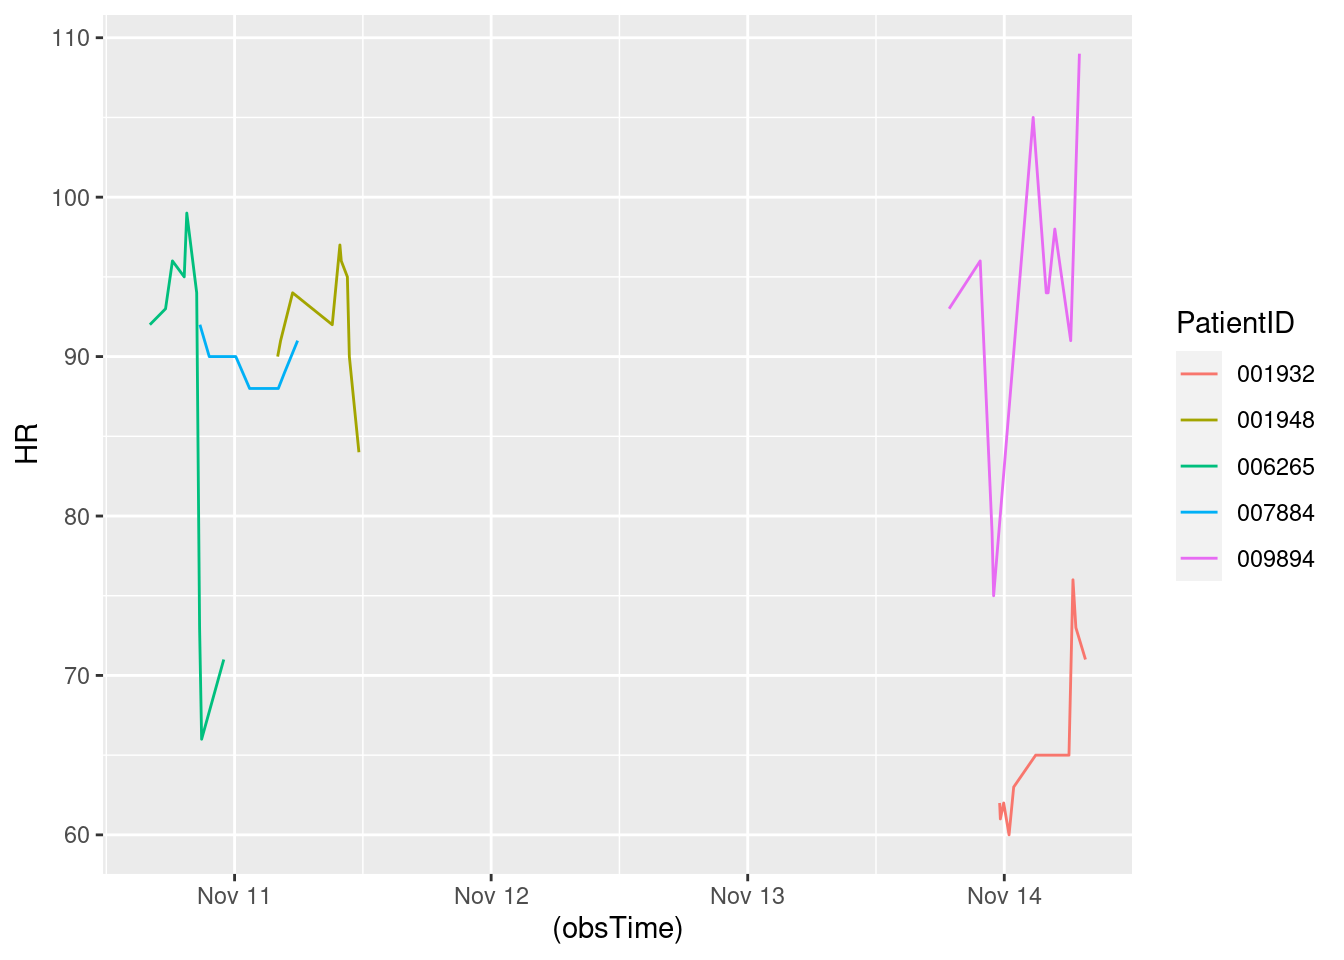 110
100
90
80
70
60
HR
Nov 11
Nov 12
Nov 13
Nov 14
(obsTime)
PatientID
001932
001948
006265
007884
009894